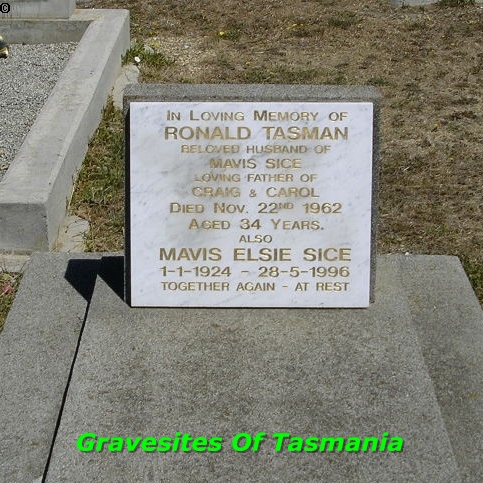 ©
IN LOVING MEMORY OF
RONALD TASMAN
BELOVED HUSBAND OF
MAVIS SICE
LOVING FATHER OF
CRAIG & CAROL
DIED NOV. 22ND 1962
AGED 34 YEARS.
ALSO
MAVIS ELSIE SICE
1-1-1924 - 28-5-1996
TOGETHER AGAIN - AT REST
Gravesites Of Tasmania